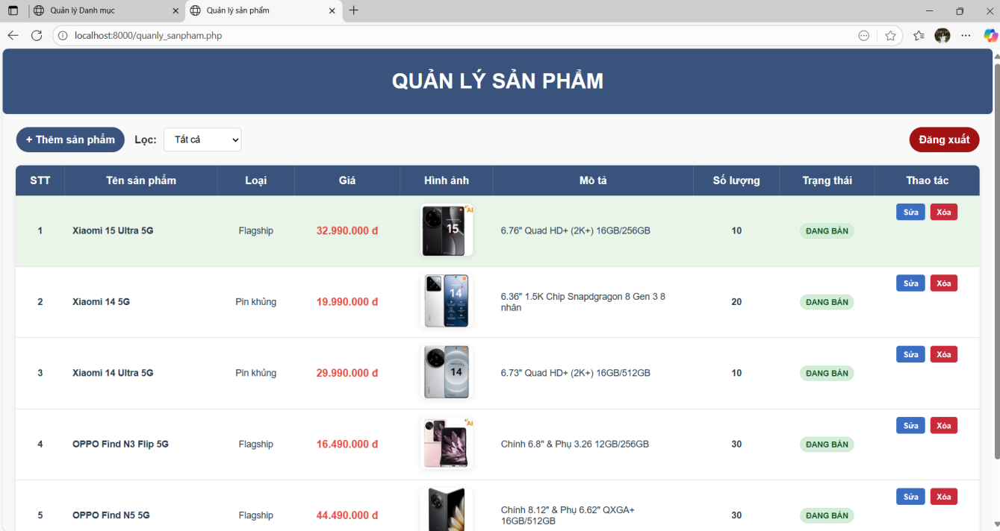 Quản lý Danh mục
Quản lý sản phẩm
localhost:8000/quanly_sanpham.php
QUẢN LÝ SẢN PHẨM
+ Thêm sản phẩm Lọc: Tất cả Đăng xuất
STT Tên sản phẩm Loại Giá Hình ảnh Mô tả Số lượng Trạng thái Thao tác
1 Xiaomi 15 Ultra 5G Flagship 32.990.000 đ AI 15 6.76" Quad HD+ (2K+) 16GB/256GB 10 ĐANG BÁN Sửa Xóa
2 Xiaomi 14 5G Pin khủng 19.990.000 đ 14 6.36" 1.5K Chip Snapdgragon 8 Gen 3 8
nhân 20 ĐANG BÁN Sửa Xóa
3 Xiaomi 14 Ultra 5G Pin khủng 29.990.000 đ 14 6.73" Quad HD+ (2K+) 16GB/512GB 10 ĐANG BÁN Sửa Xóa
4 OPPO Find N3 Flip 5G Flagship 16.490.000 đ AI Chính 6.8" & Phụ 3.26 12GB/256GB 30 ĐANG BÁN Sửa Xóa
5 OPPO Find N5 5G Flagship 44.490.000 đ Chính 8.12" & Phụ 6.62" QXGA+
16GB/512GB 30 ĐANG BÁN Sửa Xóa